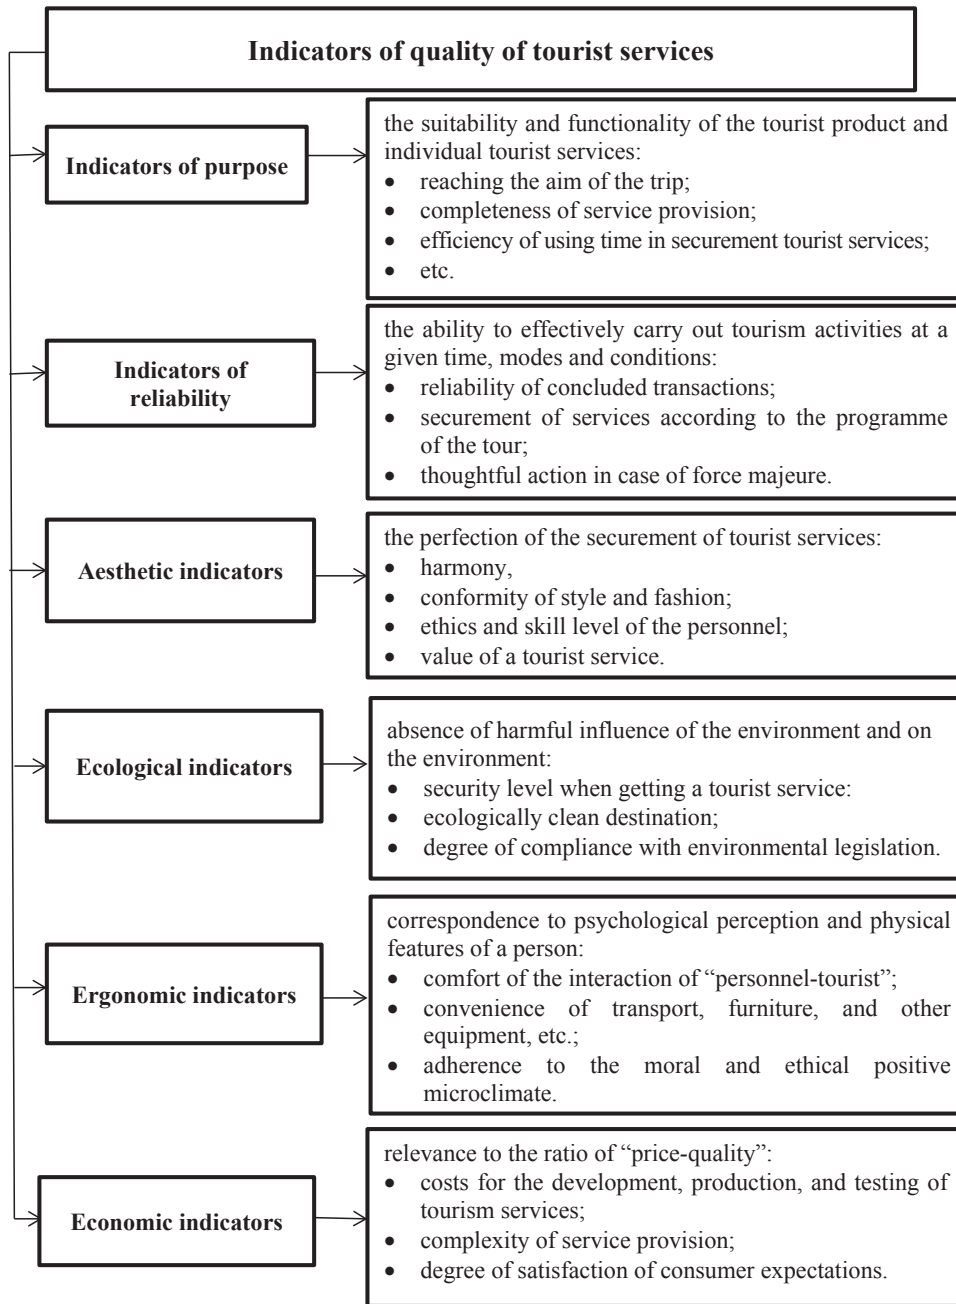 Indicators of quality of tourist services
Indicators of purpose
the suitability and functionality of the tourist product and
individual tourist services:
• reaching the aim of the trip;
• completeness of service provision;
• efficiency of using time in securement tourist services;
• etc.
Indicators of
reliability
the ability to effectively carry out tourism activities at a
given time, modes and conditions:
• reliability of concluded transactions;
• securement of services according to the programme
of the tour;
• thoughtful action in case of force majeure.
Aesthetic indicators
the perfection of the securement of tourist services:
• harmony,
• conformity of style and fashion;
• ethics and skill level of the personnel;
• value of a tourist service.
Ecological indicators
absence of harmful influence of the environment and on
the environment:
• security level when getting a tourist service:
• ecologically clean destination;
• degree of compliance with environmental legislation.
Ergonomic indicators
correspondence to psychological perception and physical
features of a person:
• comfort of the interaction of “personnel-tourist”;
• convenience of transport, furniture, and other
equipment, etc.;
• adherence to the moral and ethical positive
microclimate.
Economic indicators
relevance to the ratio of “price-quality”:
• costs for the development, production, and testing of
tourism services;
• complexity of service provision;
• degree of satisfaction of consumer expectations.